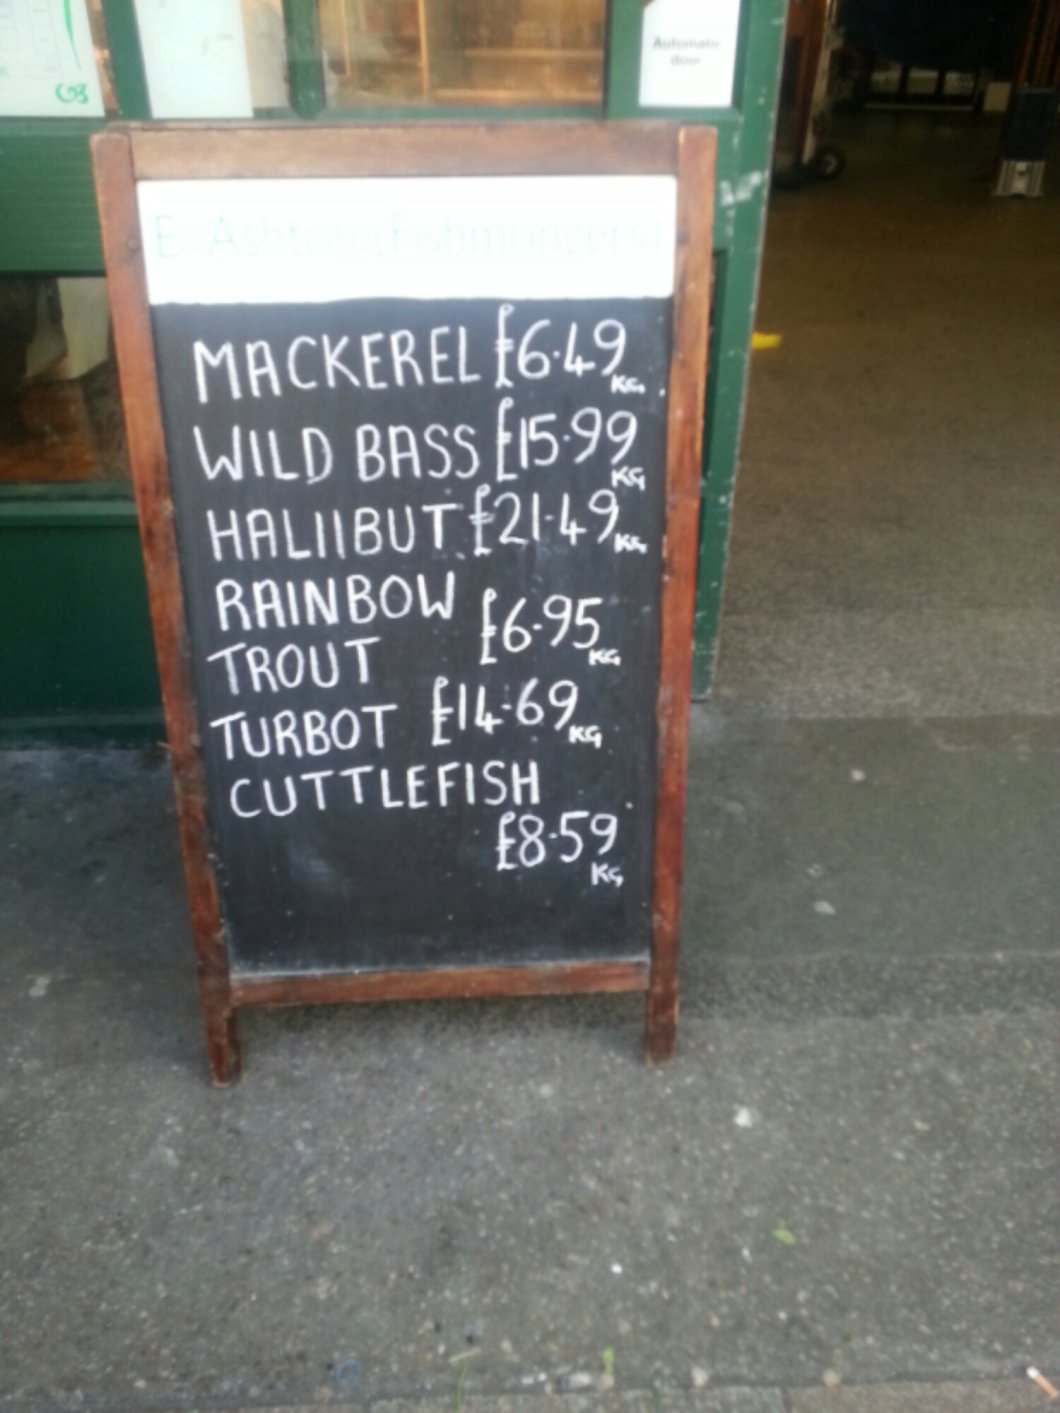 Automatic
door
E. Ashton (Fishmongers)
MACKEREL £6.49 KG
WILD BASS £15.99 KG
HALIIBUT £21.49 KG
RAINBOW
TROUT £6.95 KG
TURBOT £14.69 KG
CUTTLEFISH
£8.59
KG